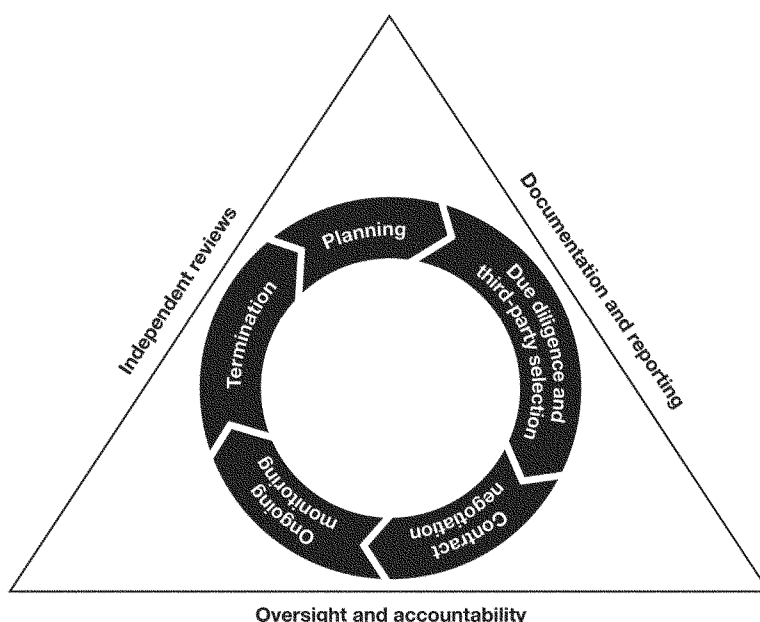 Independent reviews
Documentation and reporting
Planning
Due diligence and
third-party selection
Contract
negotiation
Ongoing
monitoring
Termination
Oversight and accountability